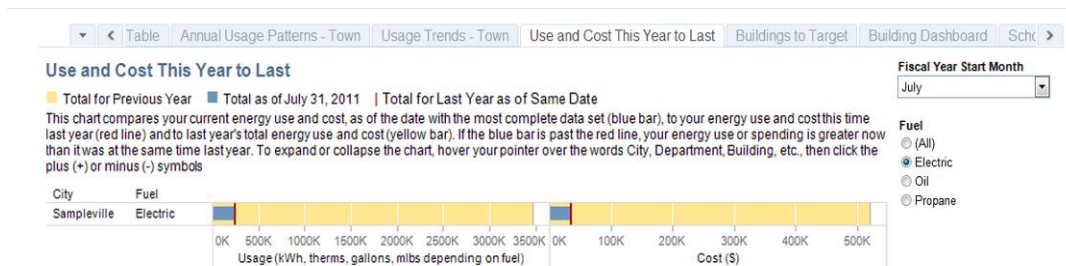 Table Annual Usage Patterns - Town Usage Trends - Town Use and Cost This Year to Last Buildings to Target Building Dashboard Scho
Use and Cost This Year to Last
Total for Previous Year Total as of July 31, 2011 | Total for Last Year as of Same Date
This chart compares your current energy use and cost, as of the date with the most complete data set (blue bar), to your energy use and cost this time
last year (red line) and to last year's total energy use and cost (yellow bar). If the blue bar is past the red line, your energy use or spending is greater now
than it was at the same time last year. To expand or collapse the chart, hover your pointer over the words City, Department, Building, etc., then click the
plus (+) or minus (-) symbols
Fiscal Year Start Month
July
Fuel
(All)
Electric
Oil
Propane
City Fuel
Sampleville Electric
0K 500K 1000K 1500K 2000K 2500K 3000K 3500K 0K 100K 200K 300K 400K 500K
Usage (kWh, therms, gallons, mlbs depending on fuel) Cost ($)